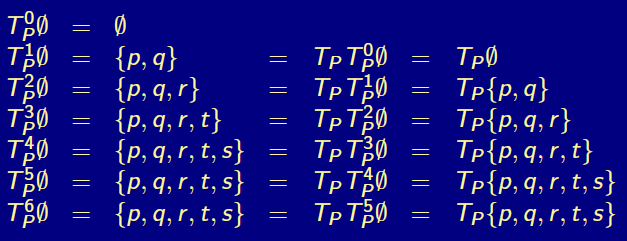 T_P^0∅ = ∅
T_P^1∅ = {p, q} = T_P T_P^0∅ = T_P∅
T_P^2∅ = {p, q, r} = T_P T_P^1∅ = T_P{p, q}
T_P^3∅ = {p, q, r, t} = T_P T_P^2∅ = T_P{p, q, r}
T_P^4∅ = {p, q, r, t, s} = T_P T_P^3∅ = T_P{p, q, r, t}
T_P^5∅ = {p, q, r, t, s} = T_P T_P^4∅ = T_P{p, q, r, t, s}
T_P^6∅ = {p, q, r, t, s} = T_P T_P^5∅ = T_P{p, q, r, t, s}